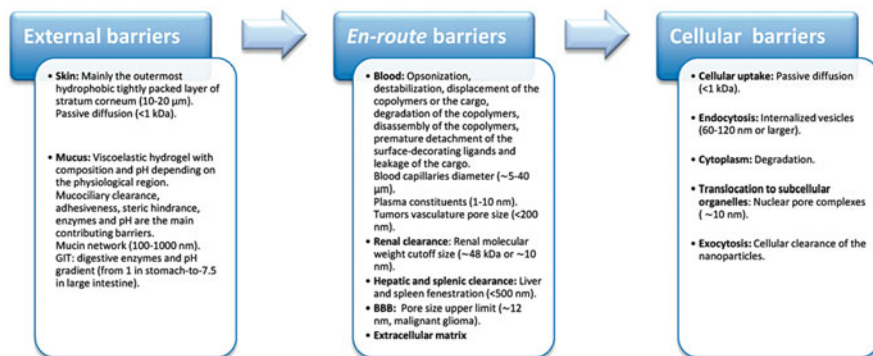 External barriers
• Skin: Mainly the outermost
hydrophobic tightly packed layer of
stratum corneum (10-20 μm).
Passive diffusion (<1 kDa).
• Mucus: Viscoelastic hydrogel with
composition and pH depending on
the physiological region.
Mucociliary clearance,
adhesiveness, steric hindrance,
enzymes and pH are the main
contributing barriers.
Mucin network (100-1000 nm).
GIT: digestive enzymes and pH
gradient (from 1 in stomach-to-7.5
in large intestine).
En-route barriers
• Blood: Opsonization,
destabilization, displacement of the
copolymers or the cargo,
degradation of the copolymers,
disassembly of the copolymers,
premature detachment of the
surface-decorating ligands and
leakage of the cargo.
Blood capillaries diameter (~5-40
μm).
Plasma constituents (1-10 nm).
Tumors vasculature pore size (<200
nm).
• Renal clearance: Renal molecular
weight cutoff size (~48 kDa or ~10
nm).
• Hepatic and splenic clearance: Liver
and spleen fenestration (<500 nm).
• BBB: Pore size upper limit (~12
nm, malignant glioma).
• Extracellular matrix
Cellular barriers
• Cellular uptake: Passive diffusion
(<1 kDa).
• Endocytosis: Internalized vesicles
(60-120 nm or larger).
• Cytoplasm: Degradation.
• Translocation to subcellular
organelles: Nuclear pore complexes
( ~10 nm).
• Exocytosis: Cellular clearance of the
nanoparticles.